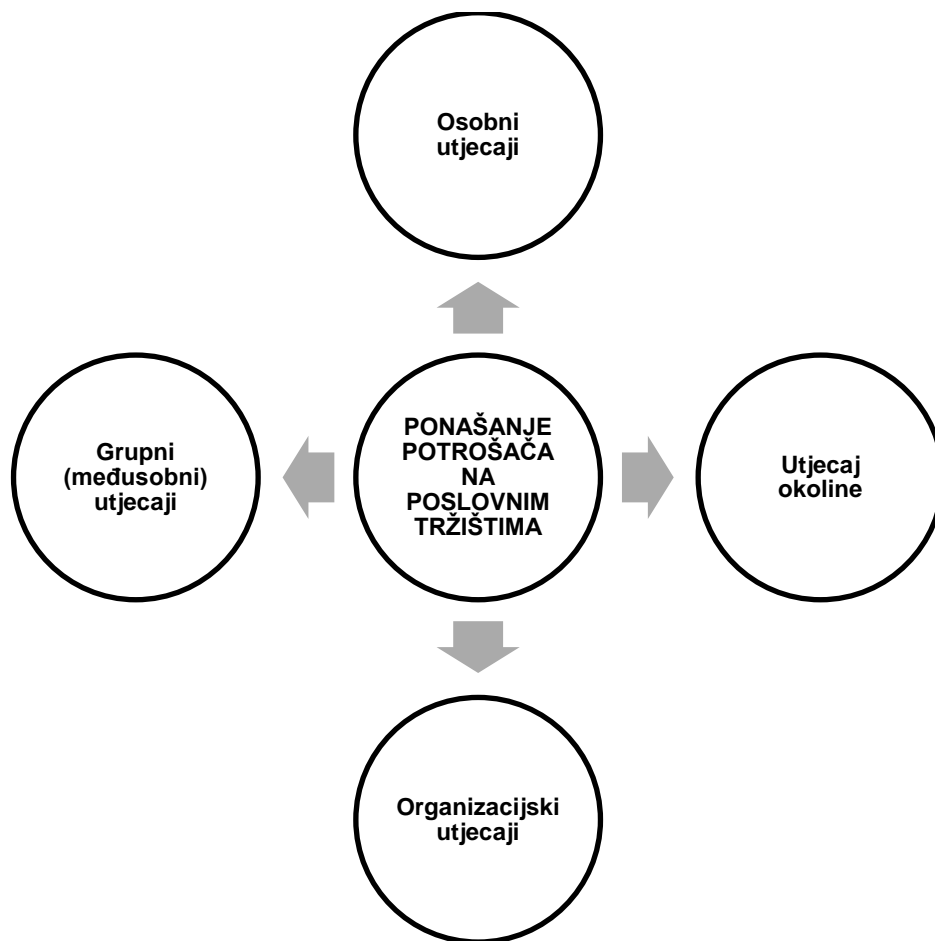 Osobni
utjecaji
Grupni
(međusobni)
utjecaji
PONAŠANJE
POTROŠAČA
NA
POSLOVNIM
TRŽIŠTIMA
Utjecaj
okoline
Organizacijski
utjecaji